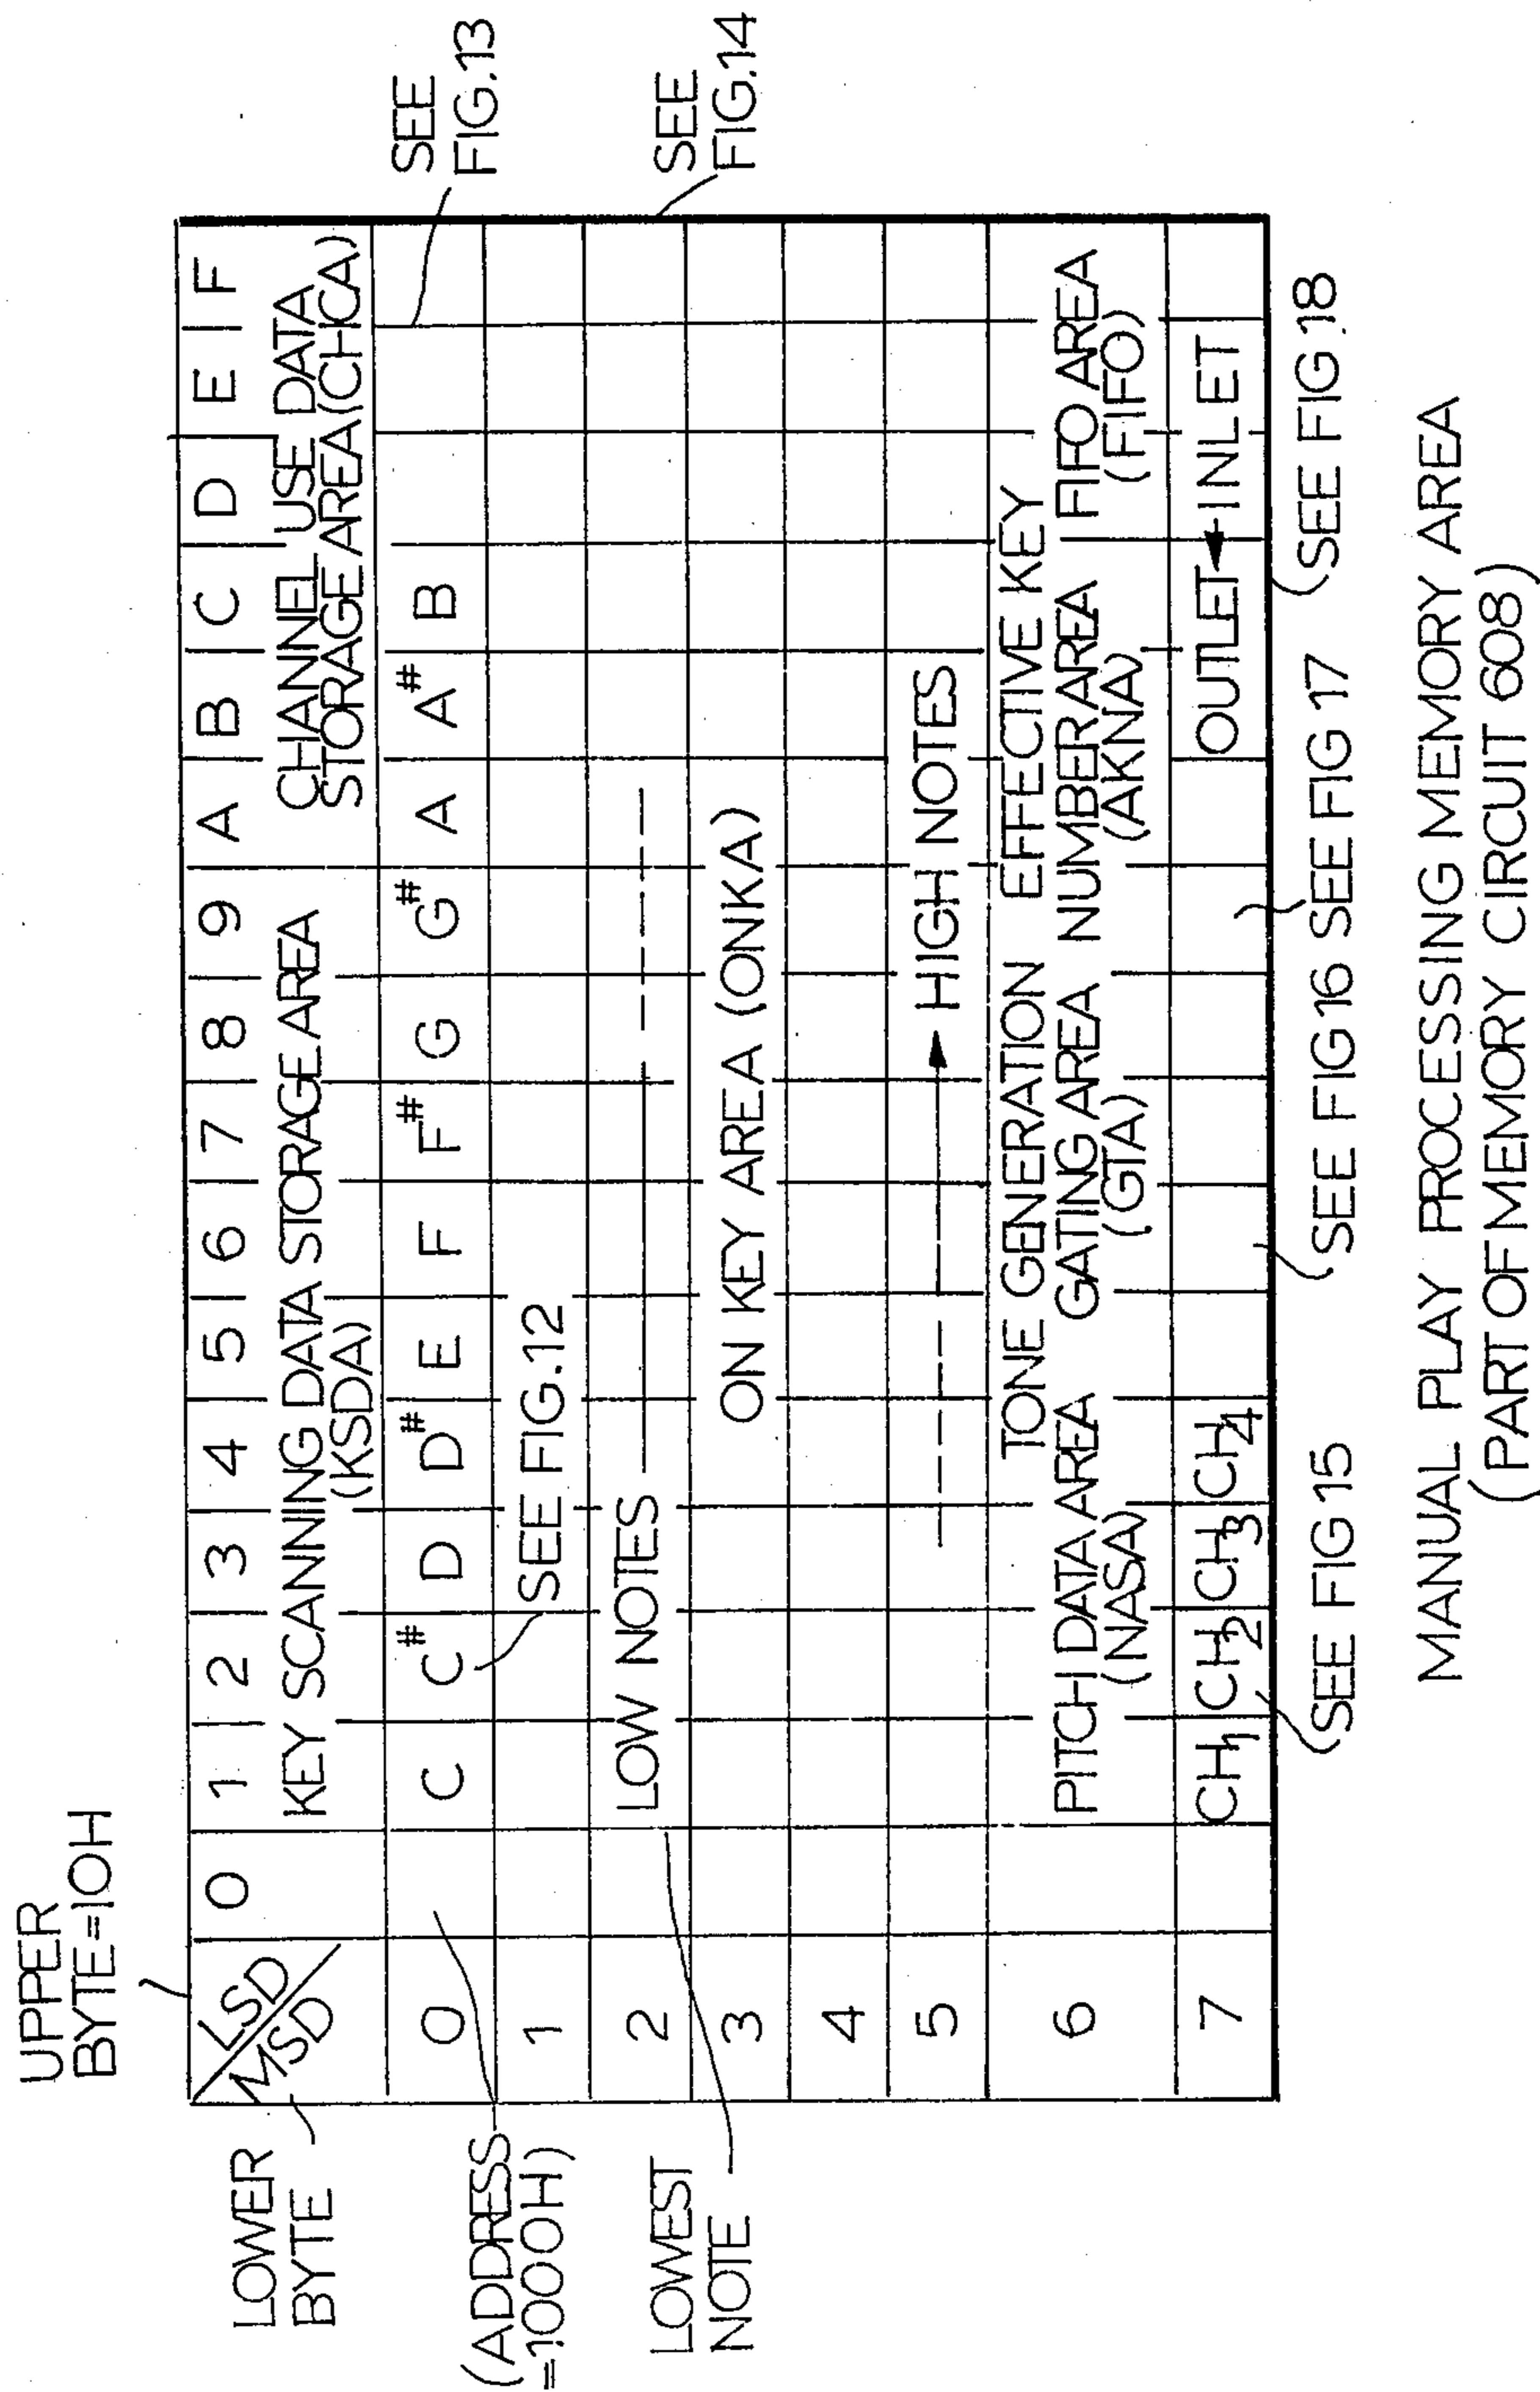 UPPER
BYTE=10H
LOWER
BYTE
LSD
MSD
0 1 2 3 4 5 6 7 8 9 A B C D E F
KEY SCANNING DATA STORAGE AREA
(KSDA)
CHANNEL USE DATA
STORAGE AREA (CHCA)
(ADDRESS
=1000H)
0 C C# D D# E F F# G G# A A# B
SEE
FIG.13
1
SEE FIG.12
LOWEST
NOTE
2 LOW NOTES
SEE
FIG.14
3 ON KEY AREA (ONKA)
4
5 HIGH NOTES
6
PITCH DATA AREA
(NASA)
TONE GENERATION
GATING AREA
(GTA)
EFFECTIVE KEY
NUMBER AREA
(AKNA)
FIFO AREA
(FIFO)
7 CH1 CH2 CH3 CH4 OUTLET INLET
SEE FIG 15
SEE FIG 16
SEE FIG 17
SEE FIG.18
MANUAL PLAY PROCESSING MEMORY AREA
(PART OF MEMORY CIRCUIT 608)